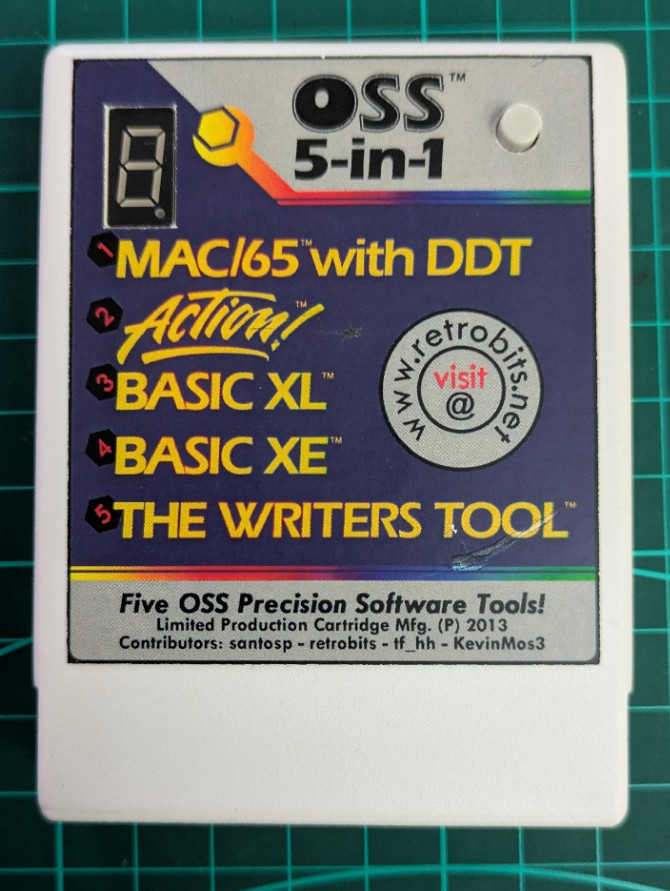 OSS™
5-in-1
1 MAC/65™ with DDT
2 Action!™
3 BASIC XL™
www.retrobits.net
visit
@
4 BASIC XE™
5 THE WRITERS TOOL™
Five OSS Precision Software Tools!
Limited Production Cartridge Mfg. (P) 2013
Contributors: santosp - retrobits - tf_hh - KevinMos3